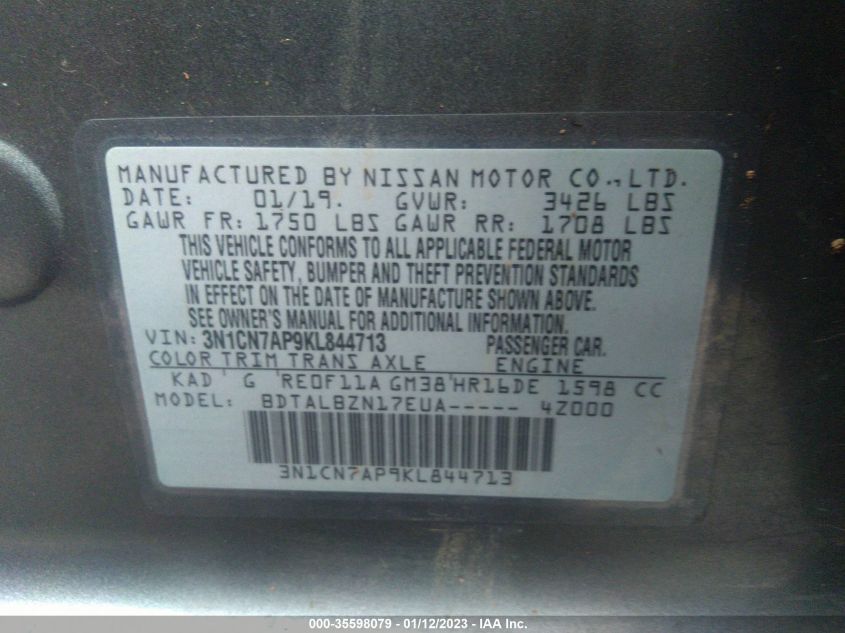 MANUFACTURED BY NISSAN MOTOR CO.,LTD.
DATE: 01/19. GVWR: 3426 LBS
GAWR FR: 1750 LBS GAWR RR: 1708 LBS
THIS VEHICLE CONFORMS TO ALL APPLICABLE FEDERAL MOTOR
VEHICLE SAFETY, BUMPER AND THEFT PREVENTION STANDARDS
IN EFFECT ON THE DATE OF MANUFACTURE SHOWN ABOVE.
SEE OWNER'S MANUAL FOR ADDITIONAL INFORMATION.
VIN: 3N1CN7AP9KL844713 PASSENGER CAR.
COLOR TRIM TRANS AXLE ENGINE
KAD ' G 'RE0F11A GM38'HR16DE 1598 CC
MODEL: BDTALBZN17EUA----- 4Z000
3N1CN7AP9KL844713
000-35598079 - 01/12/2023 - IAA Inc.